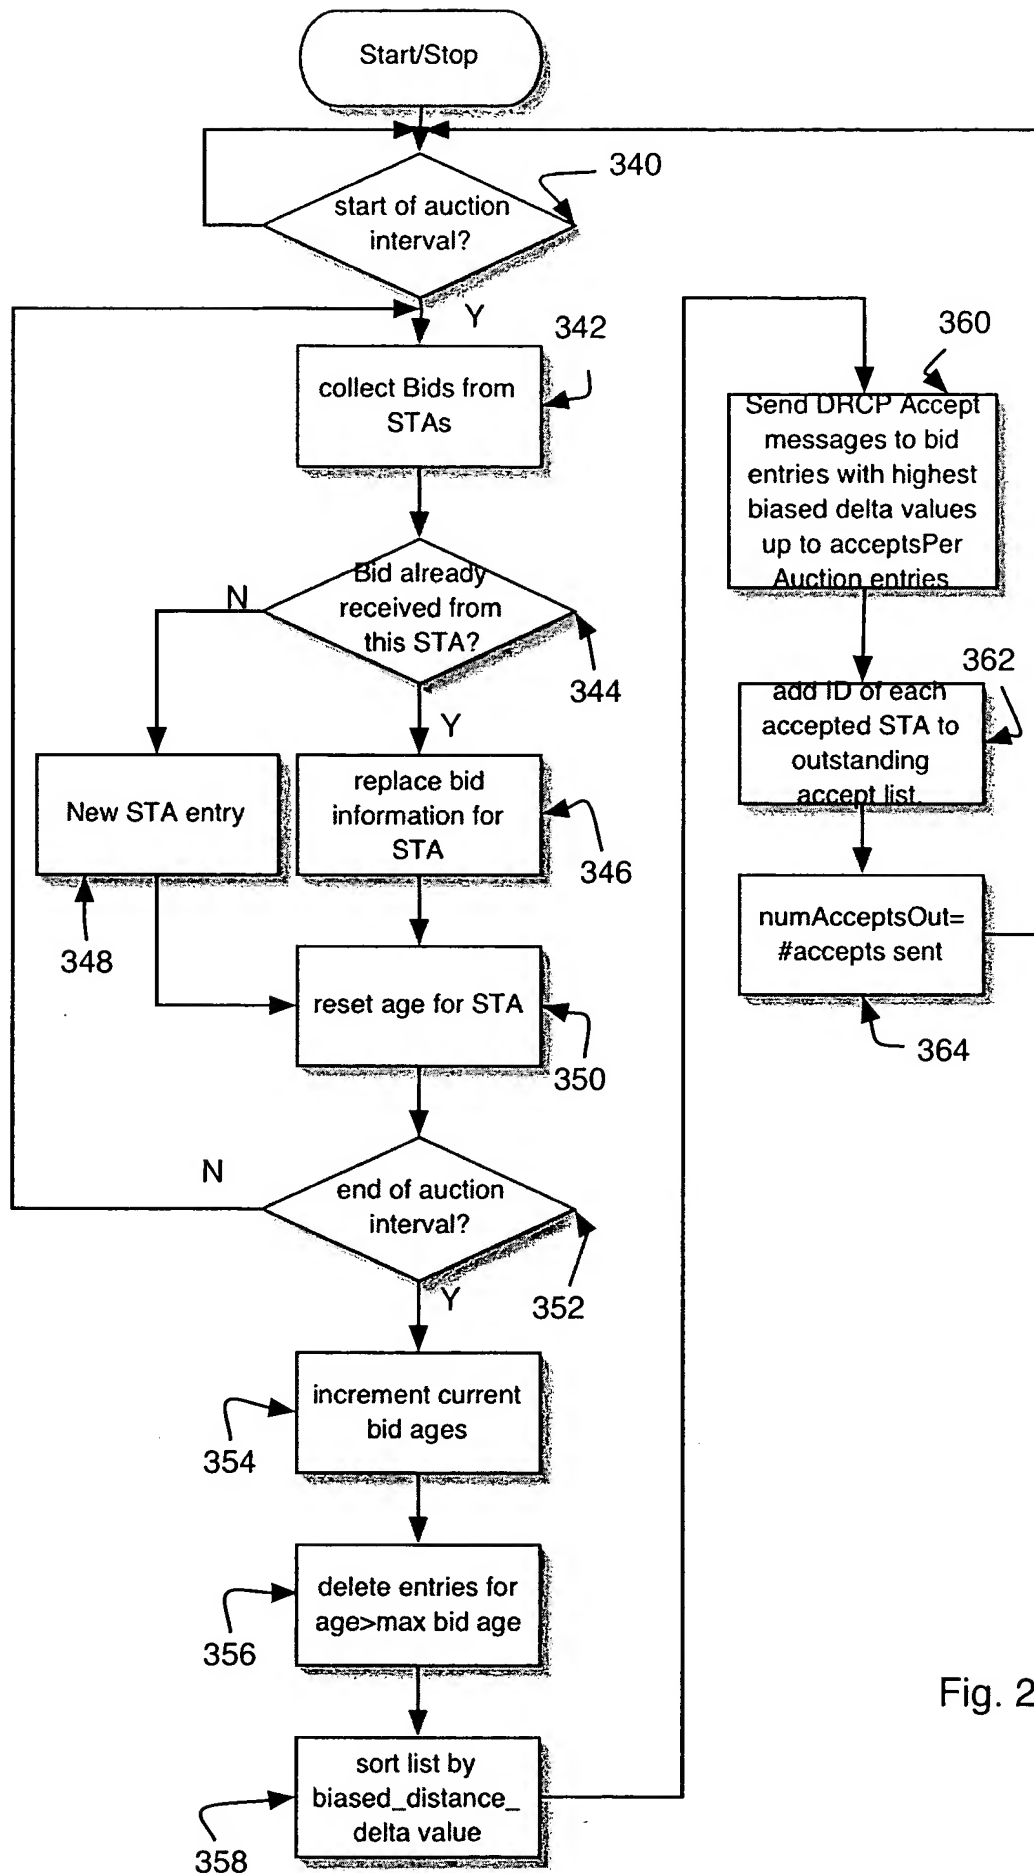 Start/Stop
start of auction
interval?
340
Y
collect Bids from
STAs
342
Bid already
received from
this STA?
344
N
Y
New STA entry
348
replace bid
information for
STA
346
reset age for STA
350
end of auction
interval?
352
N
Y
increment current
bid ages
354
delete entries for
age>max bid age
356
sort list by
biased_distance_
delta value
358
Send DRCP Accept
messages to bid
entries with highest
biased delta values
up to acceptsPer
Auction entries
360
add ID of each
accepted STA to
outstanding
accept list.
362
numAcceptsOut=
#accepts sent
364
Fig. 2